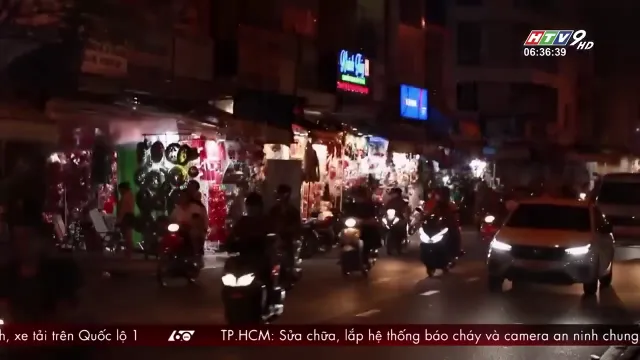 HTV9 HD
06:36:39
h, xe tải trên Quốc lộ 1
60
TP.HCM: Sửa chữa, lắp hệ thống báo cháy và camera an ninh chung